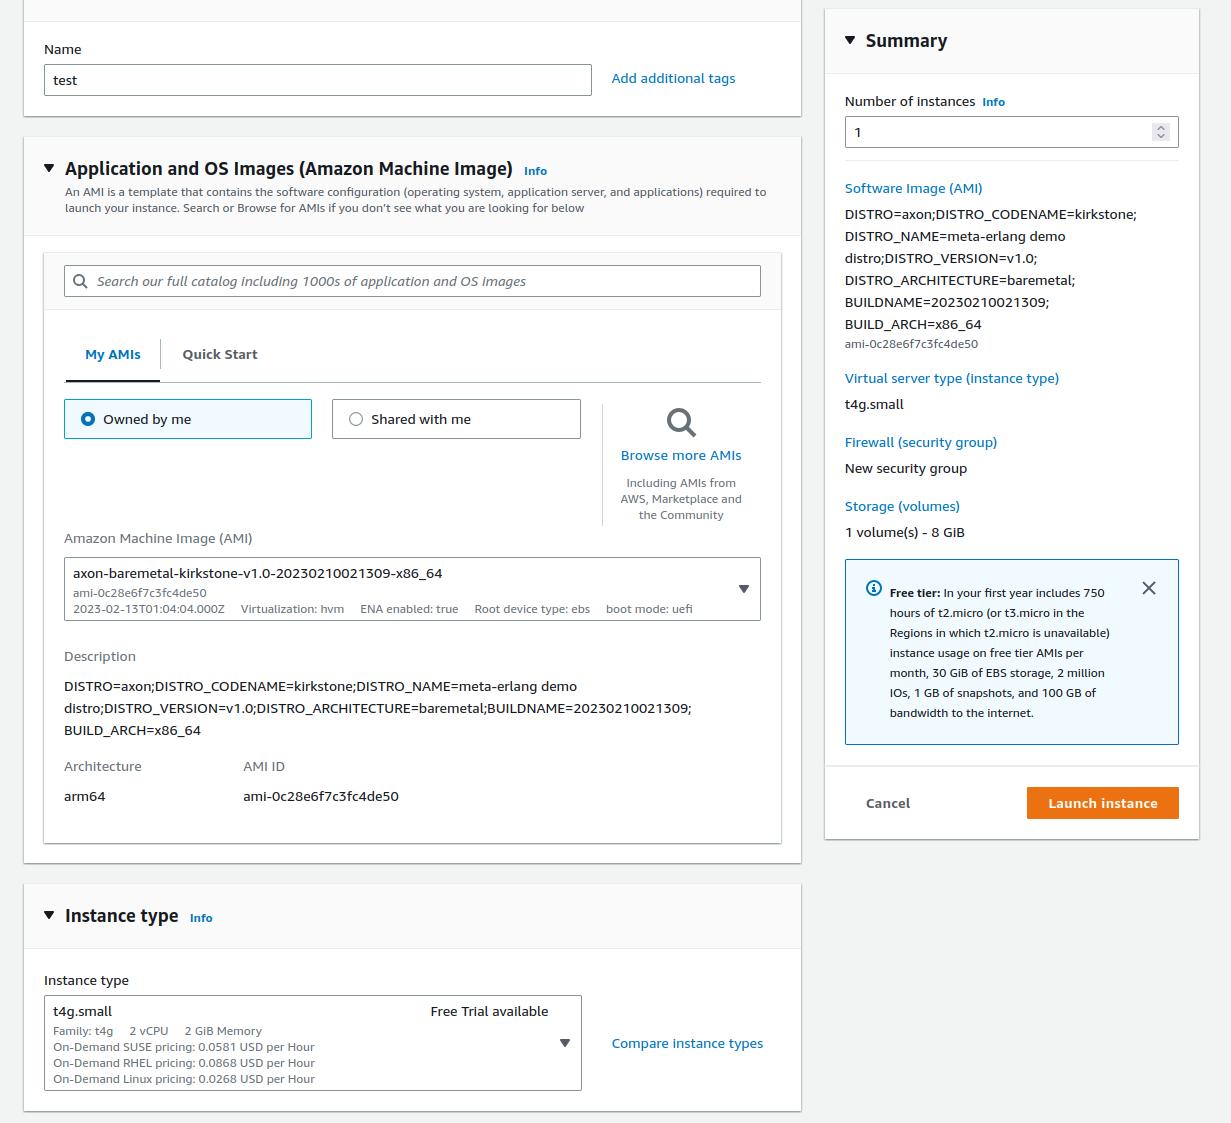 Name
test
Add additional tags
Application and OS Images (Amazon Machine Image) Info
An AMI is a template that contains the software configuration (operating system, application server, and applications) required to
launch your instance. Search or Browse for AMIs if you don't see what you are looking for below
Search our full catalog including 1000s of application and OS images
My AMIs
Quick Start
Owned by me
Shared with me
Browse more AMIs
Including AMIs from
AWS, Marketplace and
the Community
Amazon Machine Image (AMI)
axon-baremetal-kirkstone-v1.0-20230210021309-x86_64
ami-0c28e6f7c3fc4de50
2023-02-13T01:04:04.000Z Virtualization: hvm ENA enabled: true Root device type: ebs boot mode: uefi
Description
DISTRO=axon;DISTRO_CODENAME=kirkstone;DISTRO_NAME=meta-erlang demo
distro;DISTRO_VERSION=v1.0;DISTRO_ARCHITECTURE=baremetal;BUILDNAME=20230210021309;
BUILD_ARCH=x86_64
Architecture
AMI ID
arm64
ami-0c28e6f7c3fc4de50
Instance type Info
Instance type
t4g.small
Free Trial available
Family: t4g 2 vCPU 2 GiB Memory
On-Demand SUSE pricing: 0.0581 USD per Hour
On-Demand RHEL pricing: 0.0868 USD per Hour
On-Demand Linux pricing: 0.0268 USD per Hour
Compare instance types
Summary
Number of instances Info
1
Software Image (AMI)
DISTRO=axon;DISTRO_CODENAME=kirkstone;
DISTRO_NAME=meta-erlang demo
distro;DISTRO_VERSION=v1.0;
DISTRO_ARCHITECTURE=baremetal;
BUILDNAME=20230210021309;
BUILD_ARCH=x86_64
ami-0c28e6f7c3fc4de50
Virtual server type (instance type)
t4g.small
Firewall (security group)
New security group
Storage (volumes)
1 volume(s) - 8 GiB
Free tier: In your first year includes 750
hours of t2.micro (or t3.micro in the
Regions in which t2.micro is unavailable)
instance usage on free tier AMIs per
month, 30 GiB of EBS storage, 2 million
IOs, 1 GB of snapshots, and 100 GB of
bandwidth to the internet.
Cancel
Launch instance